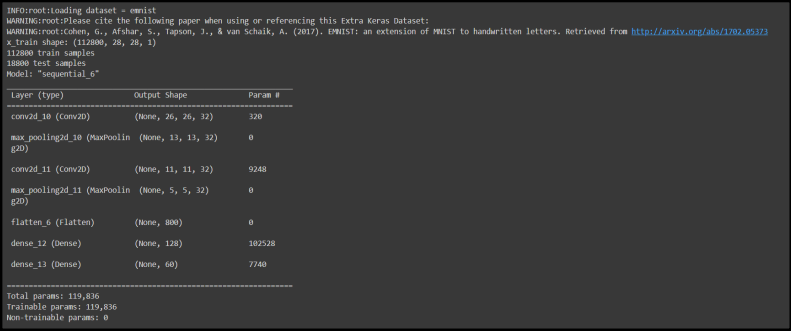 INFO:root:Loading dataset = emnist
WARNING:root:Please cite the following paper when using or referencing this Extra Keras Dataset:
WARNING:root:Cohen, G., Afshar, S., Tapson, J., & van Schaik, A. (2017). EMNIST: an extension of MNIST to handwritten letters. Retrieved from http://arxiv.org/abs/1702.05373
x_train shape: (112800, 28, 28, 1)
112800 train samples
18800 test samples
Model: "sequential_6"
Layer (type) Output Shape Param #
conv2d_10 (Conv2D) (None, 26, 26, 32) 320
max_pooling2d_10 (MaxPoolin (None, 13, 13, 32) 0
g2D)
conv2d_11 (Conv2D) (None, 11, 11, 32) 9248
max_pooling2d_11 (MaxPoolin (None, 5, 5, 32) 0
g2D)
flatten_6 (Flatten) (None, 800) 0
dense_12 (Dense) (None, 128) 102528
dense_13 (Dense) (None, 60) 7740
Total params: 119,836
Trainable params: 119,836
Non-trainable params: 0